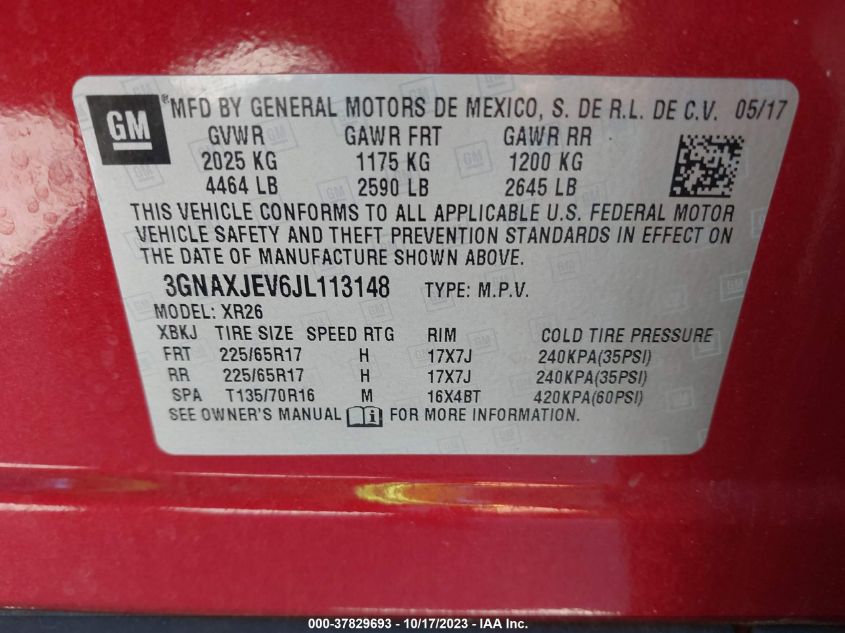 GM ® MFD BY GENERAL MOTORS DE MEXICO, S. DE R.L. DE C.V. 05/17
GVWR GAWR FRT GAWR RR
2025 KG 1175 KG 1200 KG
4464 LB 2590 LB 2645 LB
THIS VEHICLE CONFORMS TO ALL APPLICABLE U.S. FEDERAL MOTOR
VEHICLE SAFETY AND THEFT PREVENTION STANDARDS IN EFFECT ON
THE DATE OF MANUFACTURE SHOWN ABOVE.
3GNAXJEV6JL113148 TYPE: M.P.V.
MODEL: XR26
XBKJ TIRE SIZE SPEED RTG RIM COLD TIRE PRESSURE
FRT 225/65R17 H 17X7J 240KPA(35PSI)
RR 225/65R17 H 17X7J 240KPA(35PSI)
SPA T135/70R16 M 16X4BT 420KPA(60PSI)
SEE OWNER'S MANUAL i FOR MORE INFORMATION.
000-37829693 - 10/17/2023 - WWW.IAAI.COM